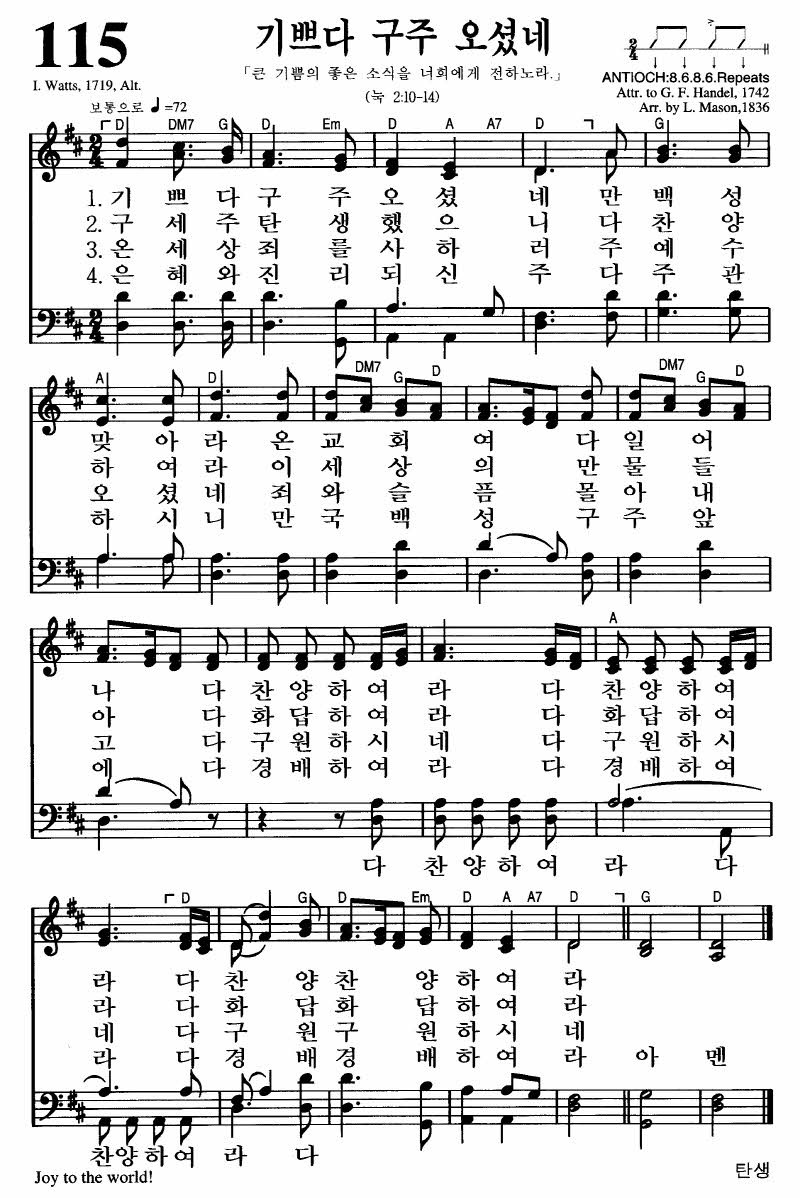 115
기쁘다 구주 오셨네
「큰 기쁨의 좋은 소식을 너희에게 전하노라.」
(눅 2:10-14)
I. Watts, 1719, Alt.
보통으로 ♩=72
2/4
ANTIOCH:8.6.8.6.Repeats
Attr. to G. F. Handel, 1742
Arr. by L. Mason,1836
D DM7 G D Em D A A7 D G
1. 기 쁘 다 구 주 오 셨 네 만 백 성
2. 구 세 주 탄 생 했 으 니 다 찬 양
3. 온 세 상 죄 를 사 하 러 주 예 수
4. 은 혜 와 진 리 되 신 주 다 주 관
A D DM7 G D DM7 G D
맞 아 라 온 교 회 여 다 일 어
하 여 라 이 세 상 의 만 물 들
오 셨 네 죄 와 슬 픔 몰 아 내
하 시 니 만 국 백 성 구 주 앞
A
나 다 찬 양 하 여 라 다 찬 양 하 여
아 다 화 답 하 여 라 다 화 답 하 여
고 다 구 원 하 시 네 다 구 원 하 시
에 다 경 배 하 여 라 다 경 배 하 여
다 찬 양 하 여 라 다
D G D Em D A A7 D G D
라 다 찬 양 찬 양 하 여 라
라 다 화 답 화 답 하 여 라
네 다 구 원 구 원 하 시 네
라 다 경 배 경 배 하 여 라 아 멘
찬 양 하 여 라 다
Joy to the world!
탄생